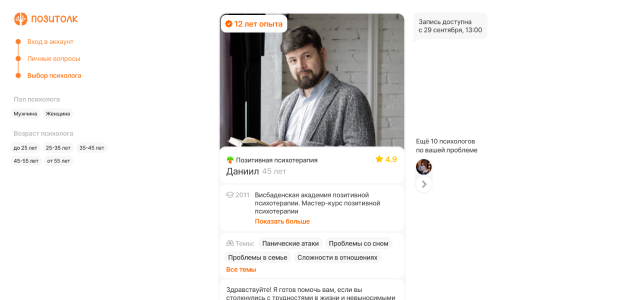 ПОЗИТОЛК
Вход в аккаунт
Личные вопросы
Выбор психолога
Пол психолога
Мужчина Женщина
Возраст психолога
до 25 лет 25-35 лет 35-45 лет
45-55 лет от 55 лет
12 лет опыта
Позитивная психотерапия 4.9
Даниил 45 лет
2011 Висбаденская академия позитивной
психотерапии. Мастер-курс позитивной
психотерапии
Показать больше
Темы: Панические атаки Проблемы со сном
Проблемы в семье Сложности в отношениях
Все темы
Здравствуйте! Я готов помочь вам, если вы
столкнулись с трудностями в жизни и невыносимыми
Запись доступна
с 29 сентября, 13:00
Ещё 10 психологов
по вашей проблеме